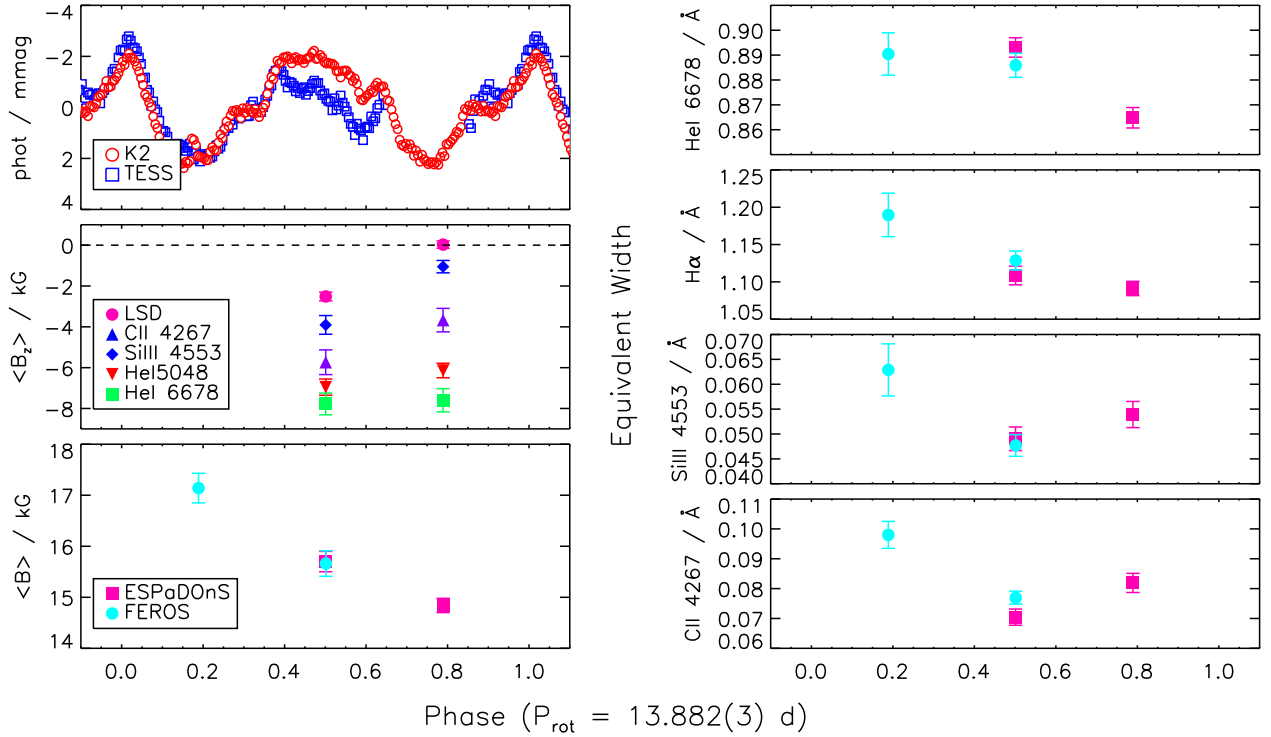 phot / mmag
-4
-2
0
2
4
K2
TESS
<B_z> / kG
0
-2
-4
-6
-8
LSD
CII 4267
SiIII 4553
HeI5048
HeI 6678
<B> / kG
18
17
16
15
14
ESPaDOnS
FEROS
0.0 0.2 0.4 0.6 0.8 1.0
Equivalent Width
HeI 6678 / Å
0.90
0.89
0.88
0.87
0.86
Hα / Å
1.25
1.20
1.15
1.10
1.05
SiIII 4553 / Å
0.070
0.065
0.060
0.055
0.050
0.045
0.040
CII 4267 / Å
0.11
0.10
0.09
0.08
0.07
0.06
0.0 0.2 0.4 0.6 0.8 1.0
Phase (P_rot = 13.882(3) d)